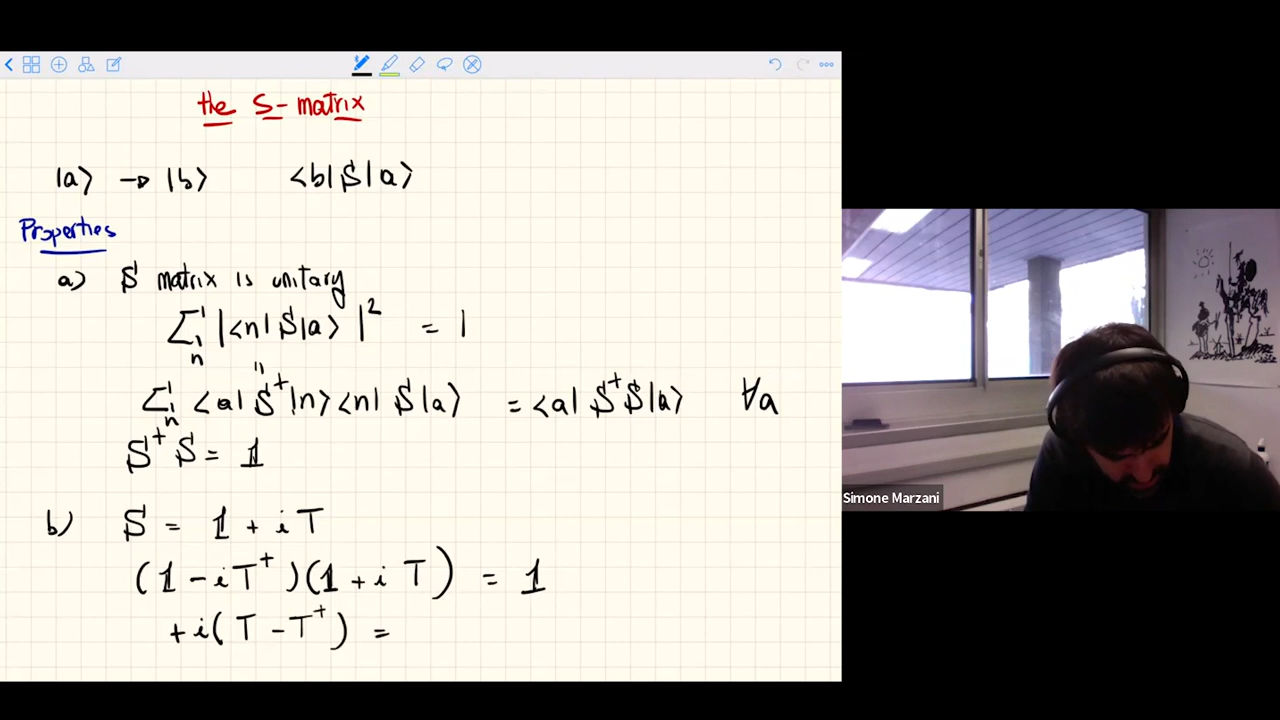 the S-matrix
|a> → |b>   <b|S|a>
Properties
a) S matrix is unitary
∑n |<n|S|a>|² = 1
"
∑n <a|S†|n><n|S|a> = <a|S†S|a>   ∀a
S†S = 1
b) S = 1 + iT
(1 - iT†)(1 + iT) = 1
+i(T - T†) =
Simone Marzani